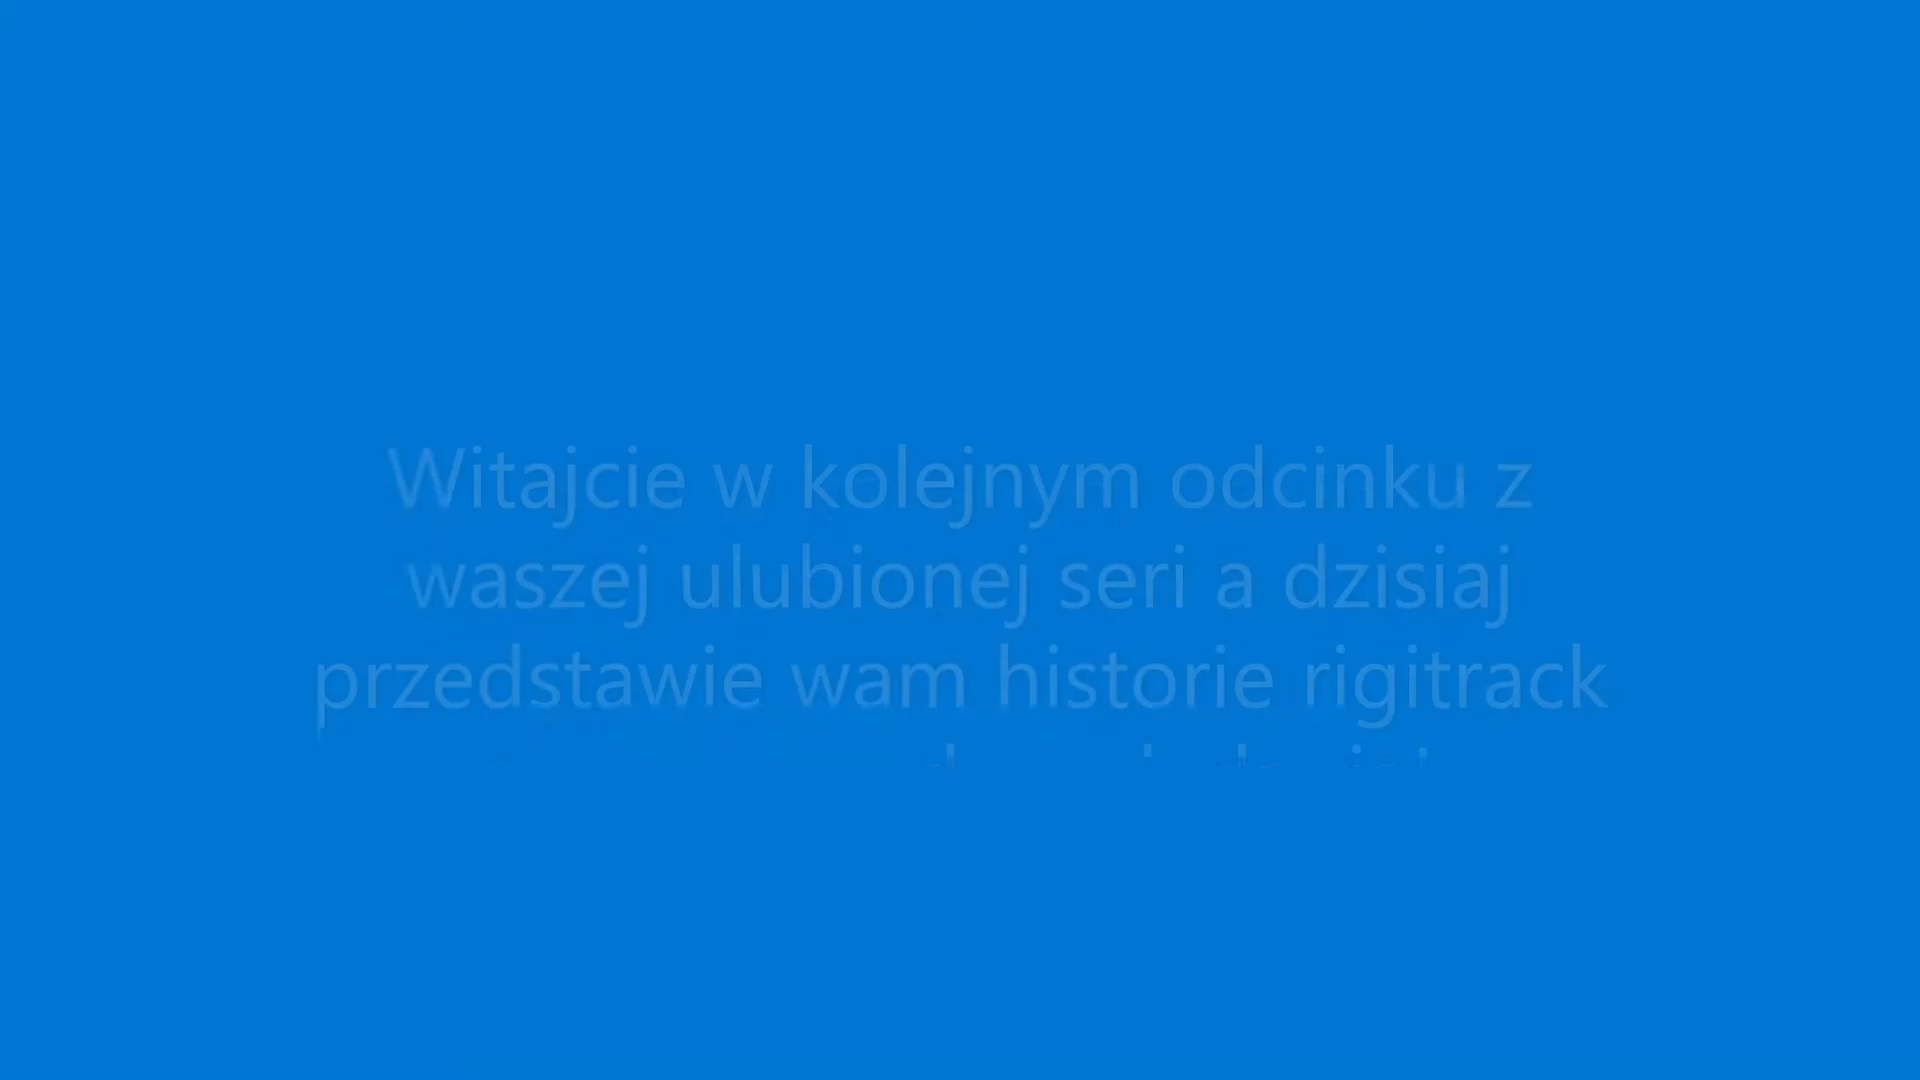 Witajcie w kolejnym odcinku z
waszej ulubionej seri a dzisiaj
przedstawie wam historie rigitrack